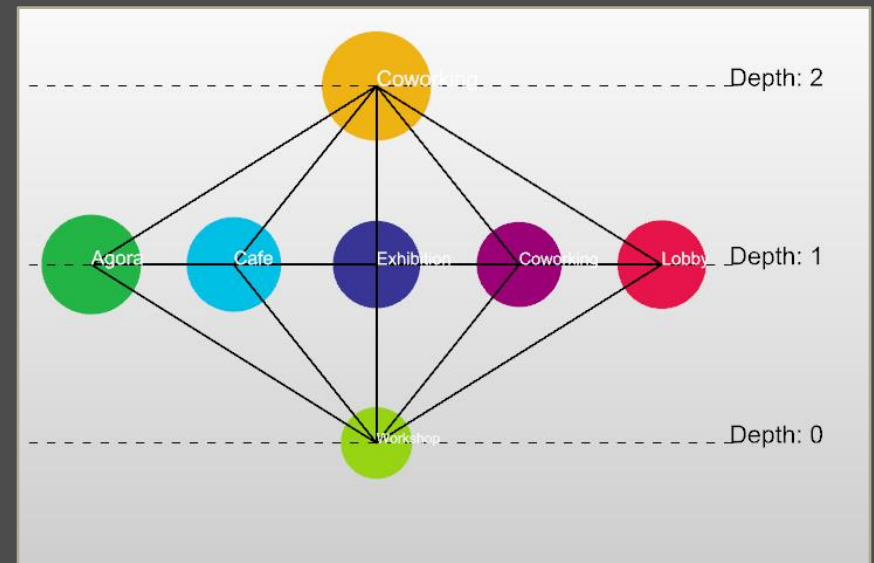 Coworking
Depth: 2
Agora
Cafe
Exhibition
Coworking
Lobby
Depth: 1
Workshop
Depth: 0